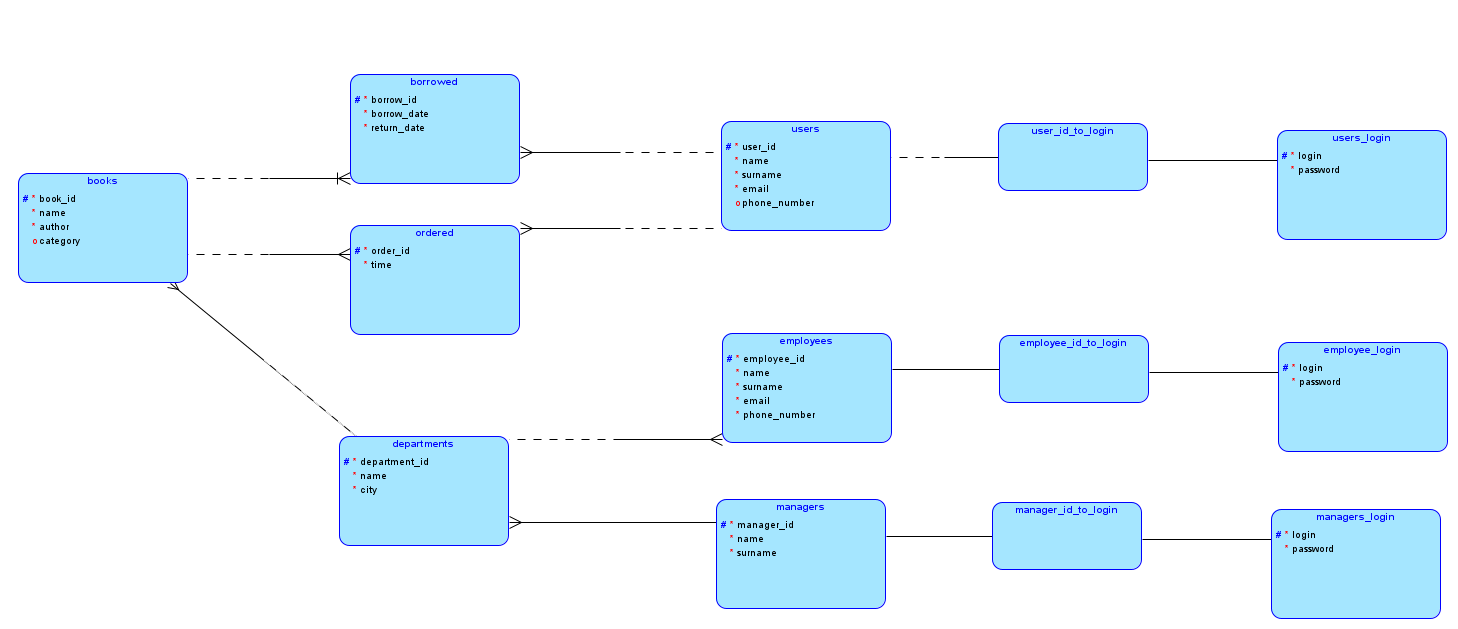 borrowed
# * borrow_id
* borrow_date
* return_date
users
# * user_id
* name
* surname
* email
o phone_number
user_id_to_login
users_login
# * login
* password
books
# * book_id
* name
* author
o category
ordered
# * order_id
* time
employees
# * employee_id
* name
* surname
* email
* phone_number
employee_id_to_login
employee_login
# * login
* password
departments
# * department_id
* name
* city
managers
# * manager_id
* name
* surname
manager_id_to_login
managers_login
# * login
* password